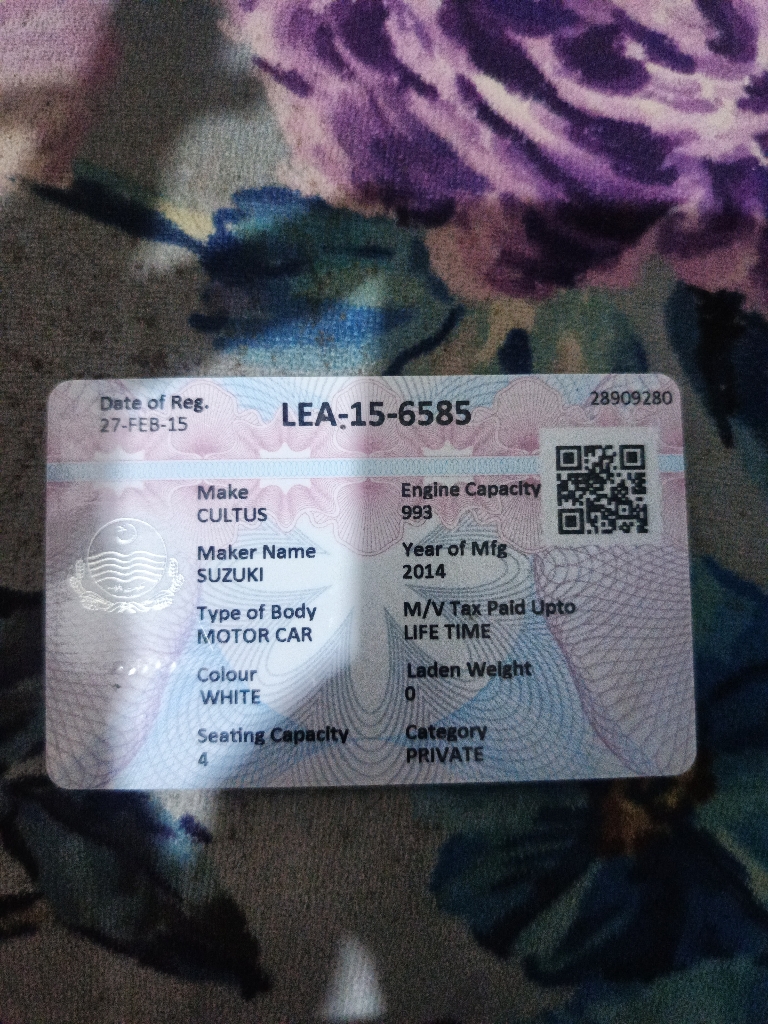 Date of Reg.
27-FEB-15
LEA-15-6585
28909280
Make
CULTUS
Engine Capacity
993
Maker Name
SUZUKI
Year of Mfg
2014
Type of Body
MOTOR CAR
M/V Tax Paid Upto
LIFE TIME
Colour
WHITE
Laden Weight
0
Seating Capacity
4
Category
PRIVATE